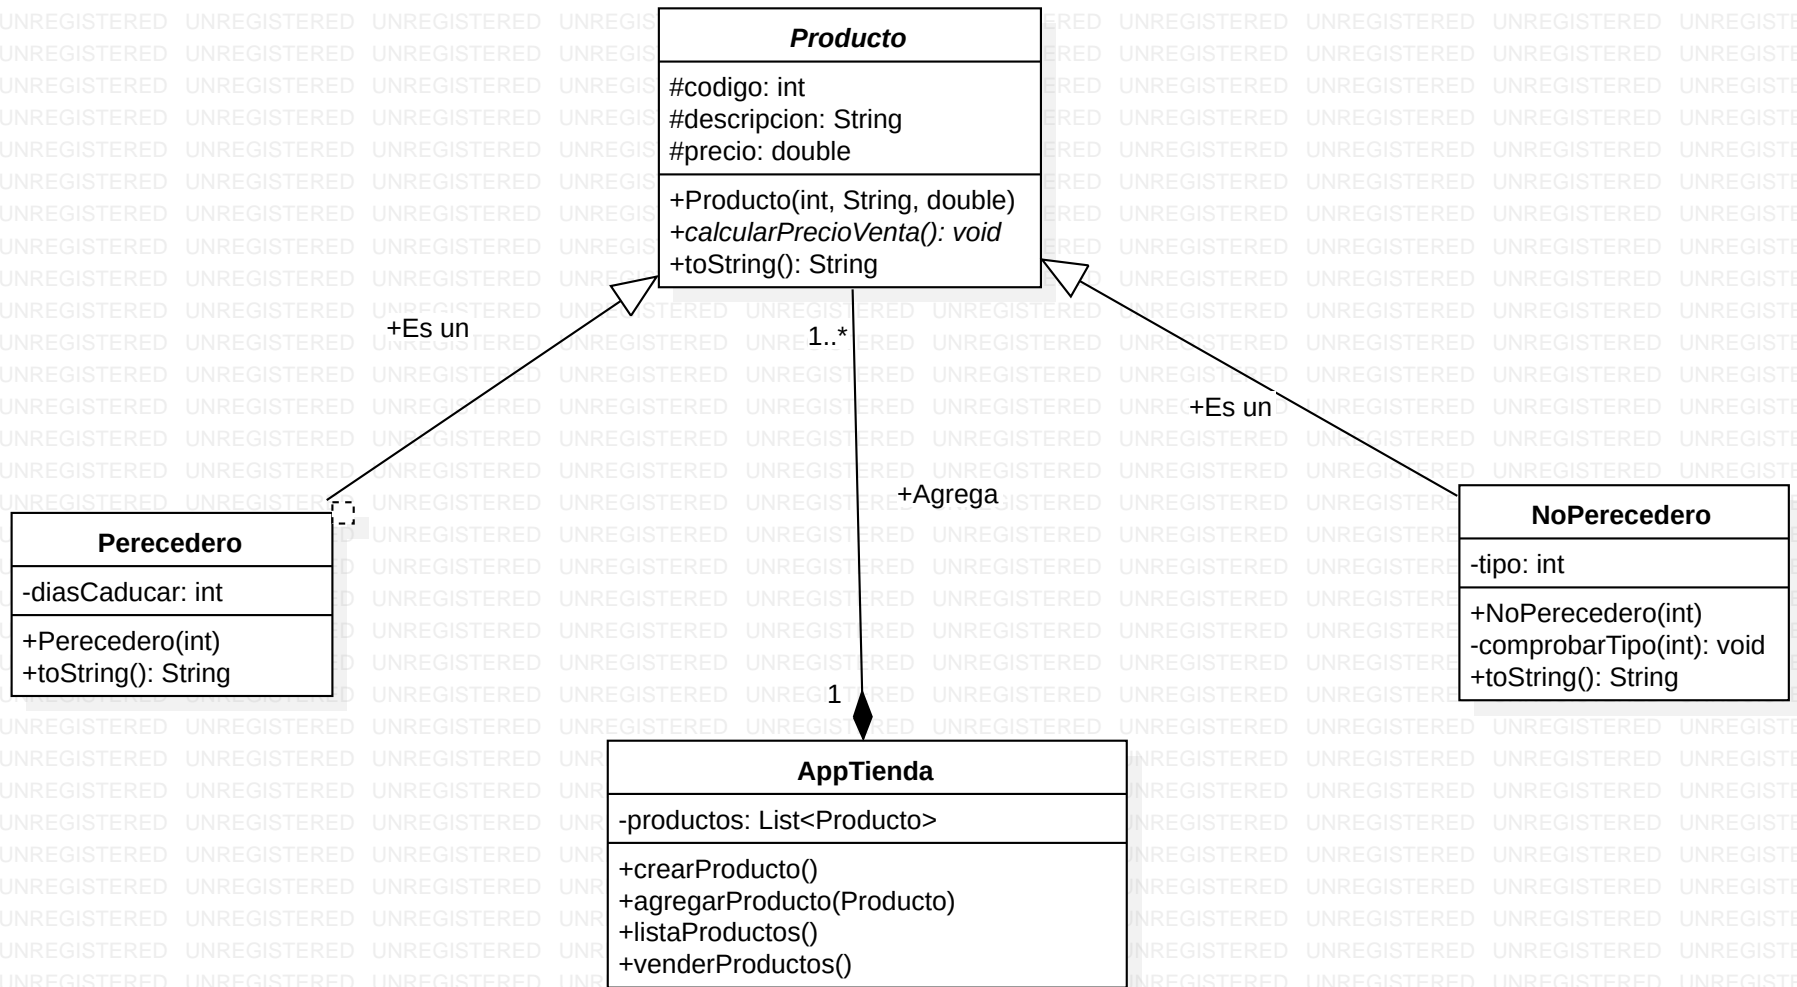 Producto
#codigo: int
#descripcion: String
#precio: double
+Producto(int, String, double)
+calcularPrecioVenta(): void
+toString(): String
+Es un
1..*
+Es un
+Agrega
Perecedero
-diasCaducar: int
+Perecedero(int)
+toString(): String
NoPerecedero
-tipo: int
+NoPerecedero(int)
-comprobarTipo(int): void
+toString(): String
1
AppTienda
-productos: List<Producto>
+crearProducto()
+agregarProducto(Producto)
+listaProductos()
+venderProductos()
UNREGISTERED